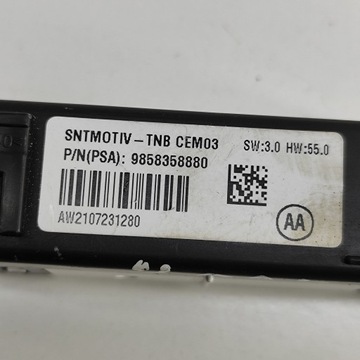 SNTMOTIV-TNB CEM03 SW:3.0 HW:55.0
P/N(PSA): 9858358880
AW2107231280
AA